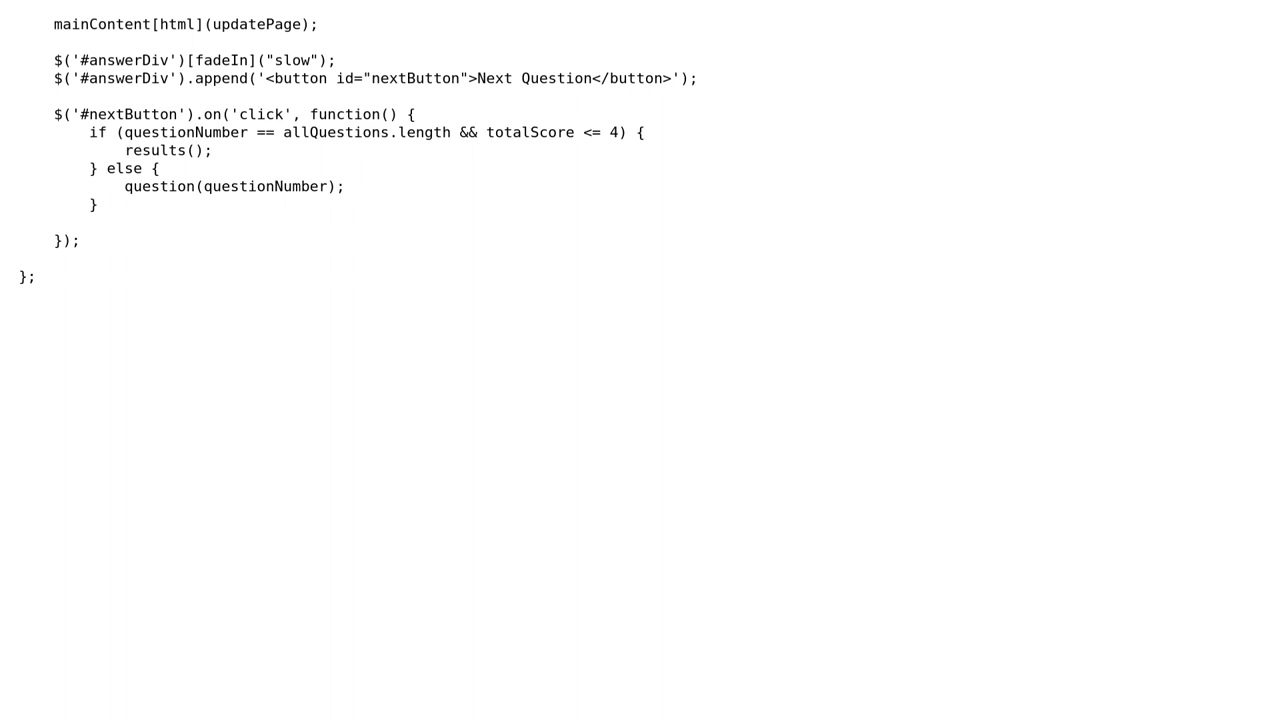 mainContent[html](updatePage);
$('#answerDiv')[fadeIn]("slow");
$('#answerDiv').append('<button id="nextButton">Next Question</button>');
$('#nextButton').on('click', function() {
if (questionNumber == allQuestions.length && totalScore <= 4) {
results();
} else {
question(questionNumber);
}
});
};